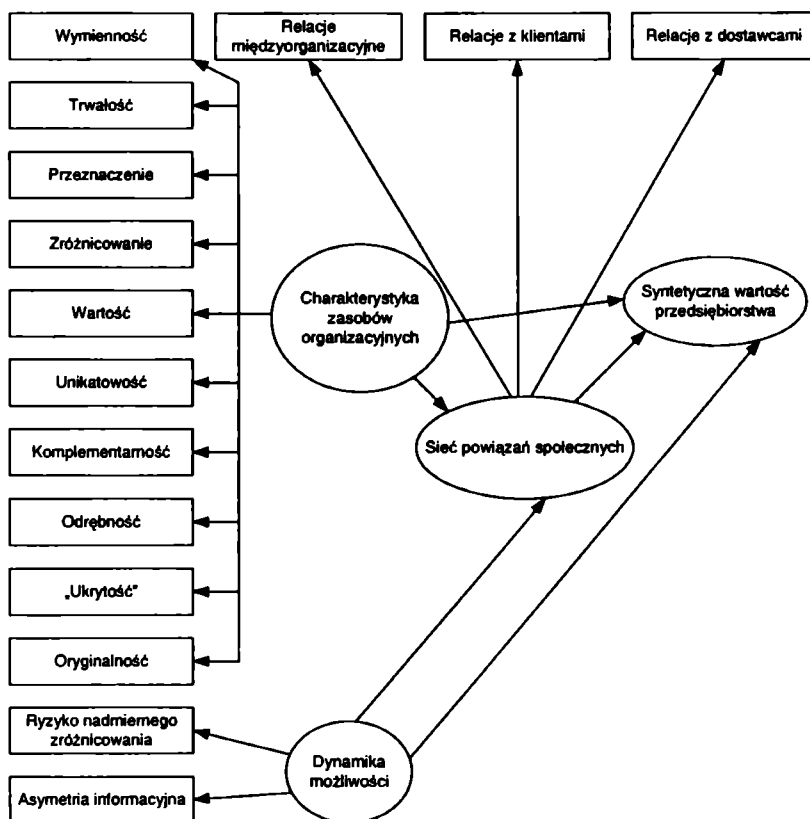 Wymienność
Relacje
międzyorganizacyjne
Relacje z klientami
Relacje z dostawcami
Trwałość
Przeznaczenie
Zróżnicowanie
Wartość
Unikatowość
Komplementarność
Odrębność
„Ukrytość”
Oryginalność
Charakterystyka
zasobów
organizacyjnych
Syntetyczna wartość
przedsiębiorstwa
Sieć powiązań społecznych
Ryzyko nadmiernego
zróżnicowania
Asymetria informacyjna
Dynamika
możliwości